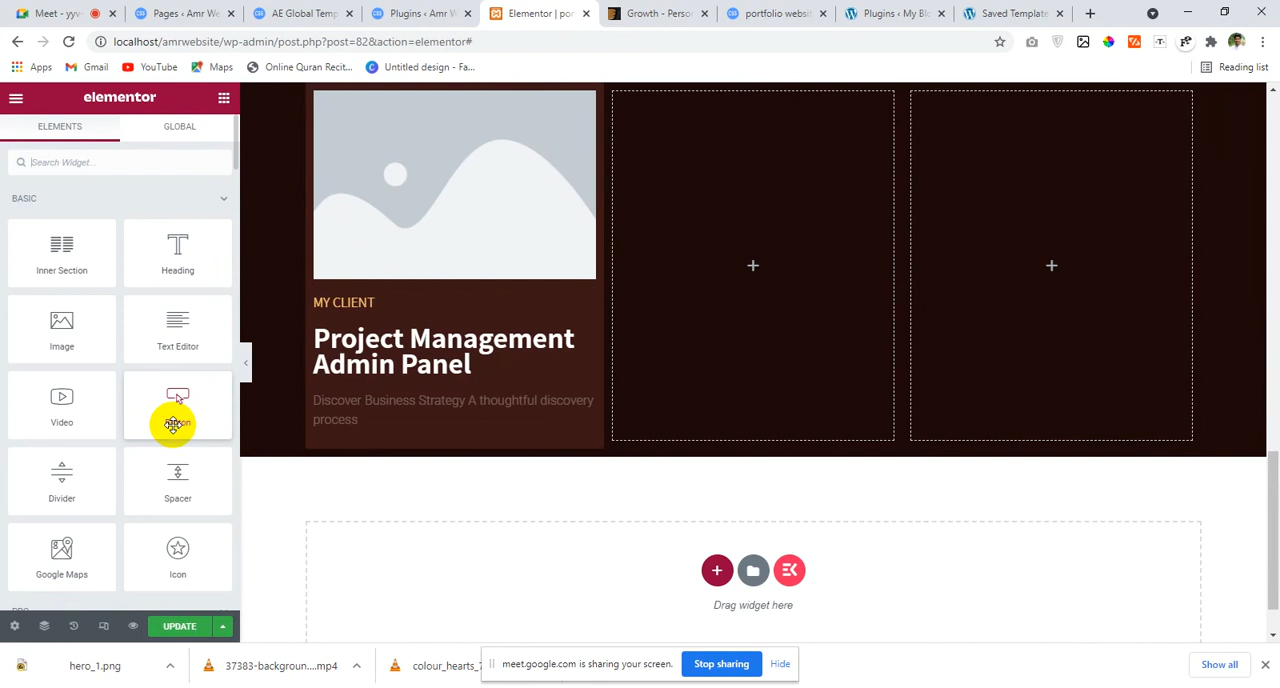 Meet - yyv-
Pages ‹ Amr We
AE Global Temp
Plugins ‹ Amr W
Elementor | por
Growth - Perso
portfolio websit
Plugins ‹ My Blo
Saved Template
localhost/amrwebsite/wp-admin/post.php?post=82&action=elementor#
Apps
Gmail
YouTube
Maps
Online Quran Recit...
Untitled design - Fa...
Reading list
elementor
ELEMENTS
GLOBAL
Search Widget...
BASIC
Inner Section
Heading
Image
Text Editor
Video
Divider
Spacer
Google Maps
Icon
MY CLIENT
Project Management
Admin Panel
Discover Business Strategy A thoughtful discovery
process
Drag widget here
UPDATE
hero_1.png
37383-backgroun....mp4
colour_hearts_
meet.google.com is sharing your screen.
Stop sharing
Hide
Show all